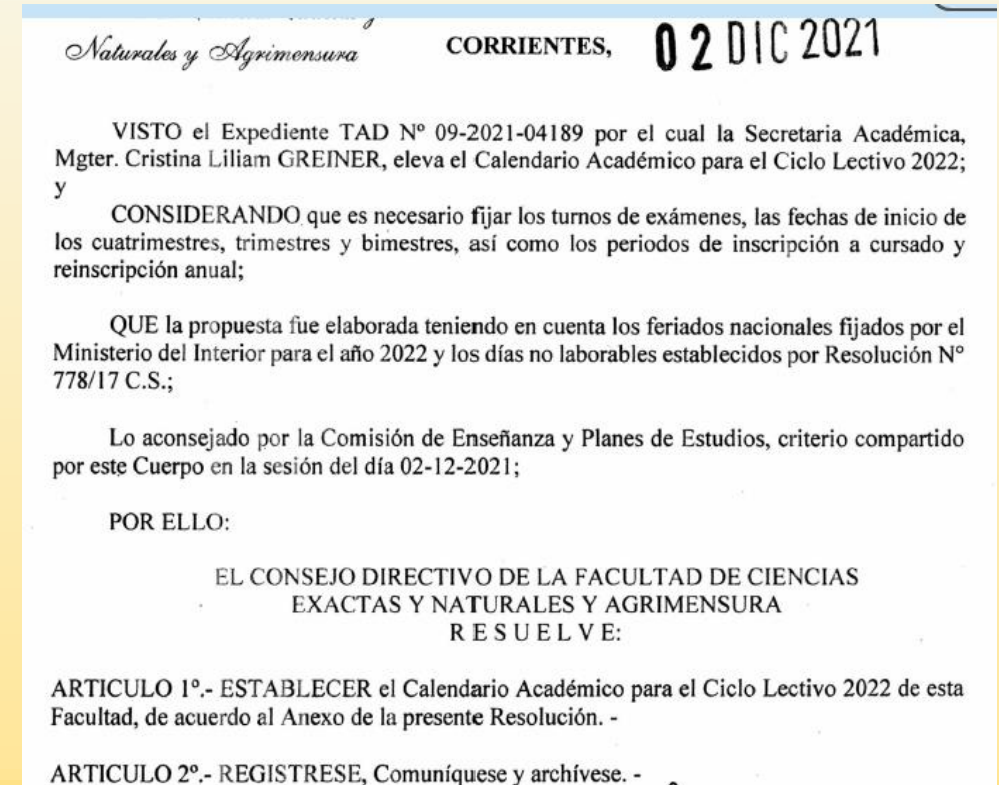 Naturales y Agrimensura
CORRIENTES, 02 DIC 2021
VISTO el Expediente TAD Nº 09-2021-04189 por el cual la Secretaria Académica,
Mgter. Cristina Liliam GREINER, eleva el Calendario Académico para el Ciclo Lectivo 2022;
y
CONSIDERANDO que es necesario fijar los turnos de exámenes, las fechas de inicio de
los cuatrimestres, trimestres y bimestres, así como los periodos de inscripción a cursado y
reinscripción anual;
QUE la propuesta fue elaborada teniendo en cuenta los feriados nacionales fijados por el
Ministerio del Interior para el año 2022 y los días no laborables establecidos por Resolución Nº
778/17 C.S.;
Lo aconsejado por la Comisión de Enseñanza y Planes de Estudios, criterio compartido
por este Cuerpo en la sesión del día 02-12-2021;
POR ELLO:
EL CONSEJO DIRECTIVO DE LA FACULTAD DE CIENCIAS
EXACTAS Y NATURALES Y AGRIMENSURA
R E S U E L V E:
ARTICULO 1º.- ESTABLECER el Calendario Académico para el Ciclo Lectivo 2022 de esta
Facultad, de acuerdo al Anexo de la presente Resolución. -
ARTICULO 2º.- REGISTRESE, Comuníquese y archívese. -